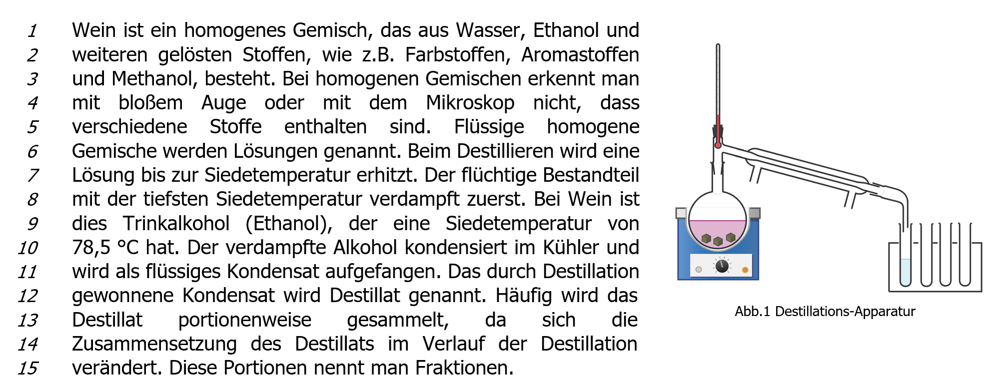 1 Wein ist ein homogenes Gemisch, das aus Wasser, Ethanol und
2 weiteren gelösten Stoffen, wie z.B. Farbstoffen, Aromastoffen
3 und Methanol, besteht. Bei homogenen Gemischen erkennt man
4 mit bloßem Auge oder mit dem Mikroskop nicht, dass
5 verschiedene Stoffe enthalten sind. Flüssige homogene
6 Gemische werden Lösungen genannt. Beim Destillieren wird eine
7 Lösung bis zur Siedetemperatur erhitzt. Der flüchtige Bestandteil
8 mit der tiefsten Siedetemperatur verdampft zuerst. Bei Wein ist
9 dies Trinkalkohol (Ethanol), der eine Siedetemperatur von
10 78,5 °C hat. Der verdampfte Alkohol kondensiert im Kühler und
11 wird als flüssiges Kondensat aufgefangen. Das durch Destillation
12 gewonnene Kondensat wird Destillat genannt. Häufig wird das
13 Destillat portionenweise gesammelt, da sich die
14 Zusammensetzung des Destillats im Verlauf der Destillation
15 verändert. Diese Portionen nennt man Fraktionen.
Abb.1 Destillations-Apparatur